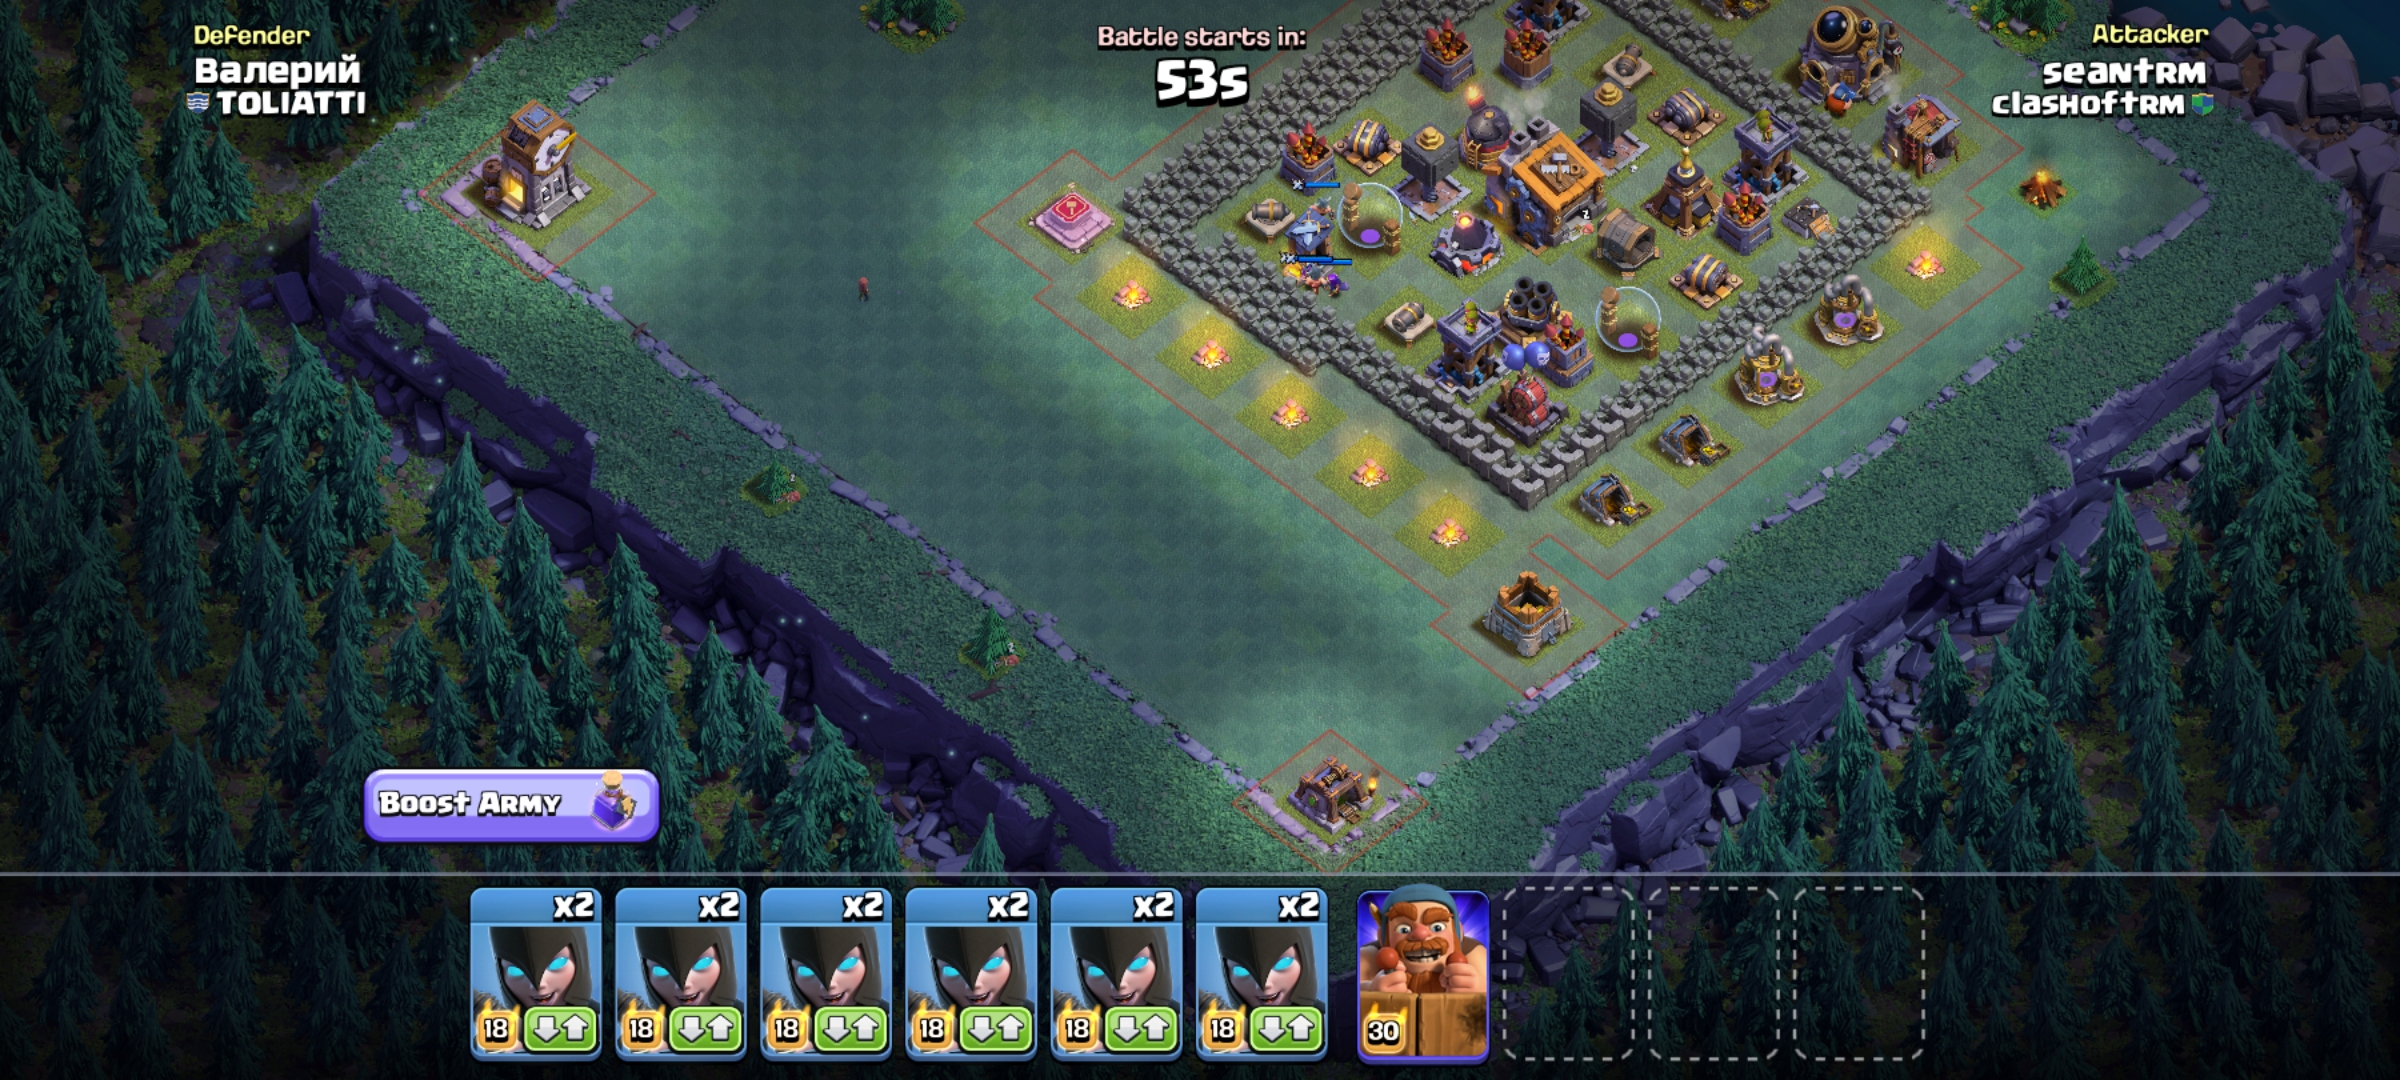 Defender
Валерий
TOLIATTI
Battle starts in:
53s
Attacker
seantRM
clashoftRM
Boost Army
x2 x2 x2 x2 x2 x2
18 18 18 18 18 18 30